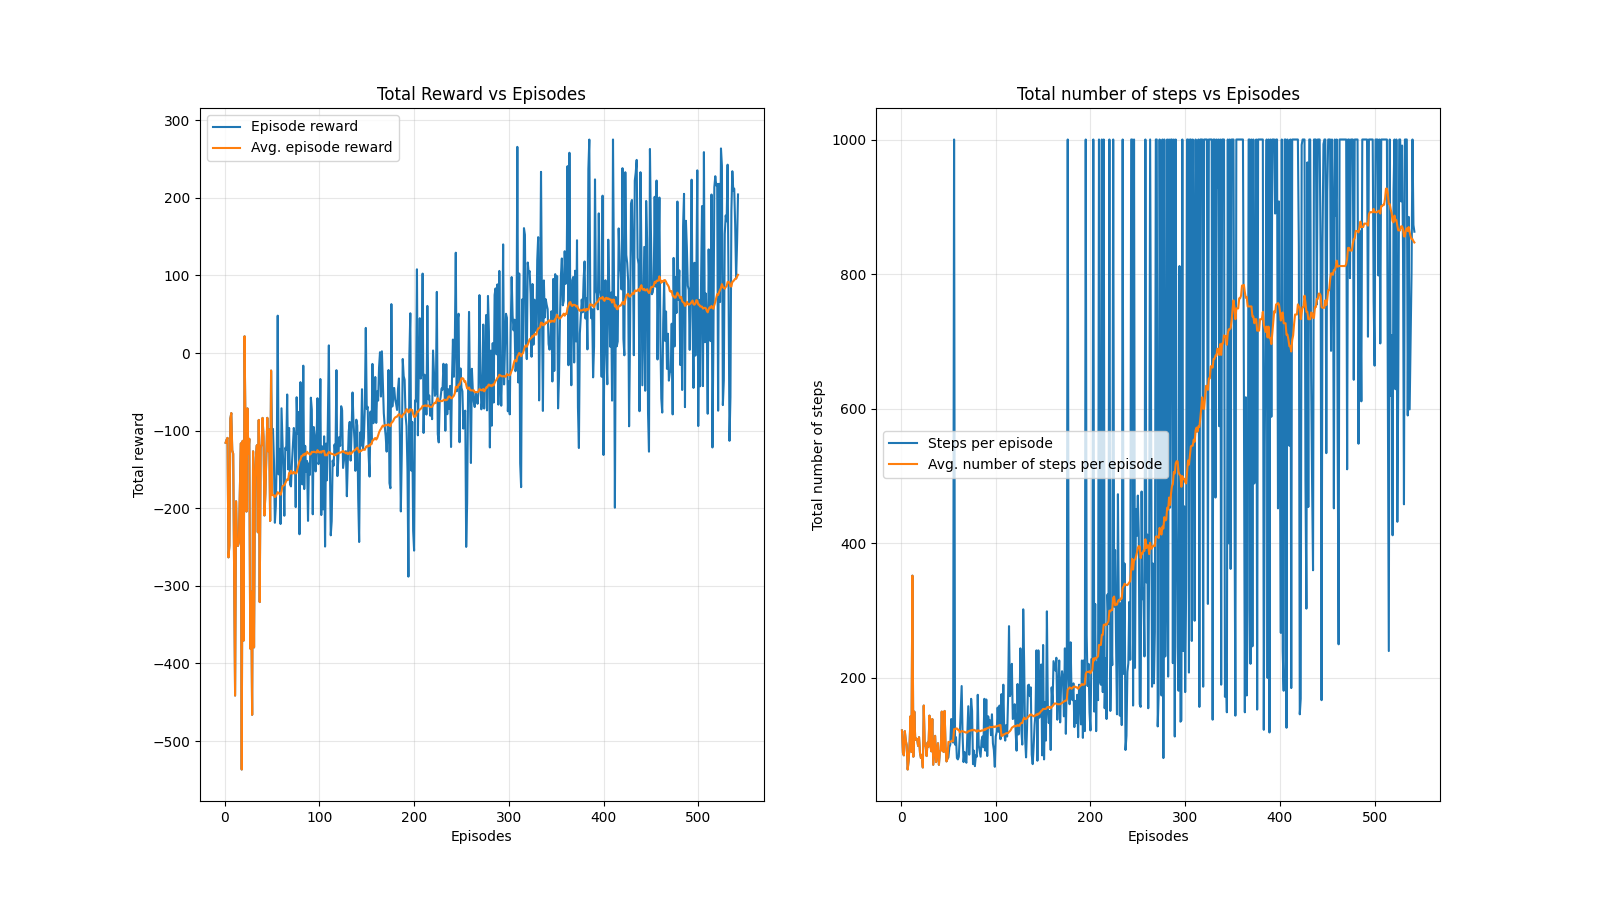 Total Reward vs Episodes
Episode reward
Avg. episode reward
300
200
100
0
−100
−200
−300
−400
−500
Total reward
0 100 200 300 400 500
Episodes
Total number of steps vs Episodes
Steps per episode
Avg. number of steps per episode
1000
800
600
400
200
Total number of steps
0 100 200 300 400 500
Episodes